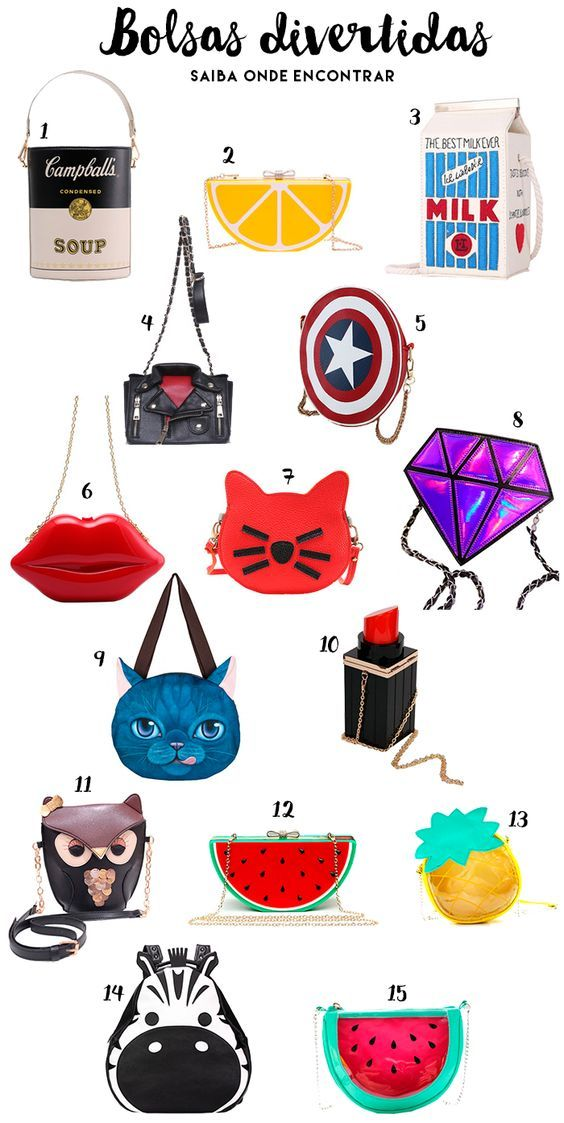 Bolsas divertidas
SAIBA ONDE ENCONTRAR
1
2
3
Campball's
CONDENSED
SOUP
THE BEST MILK EVER
MILK
4
5
6
7
8
9
10
11
12
13
14
15